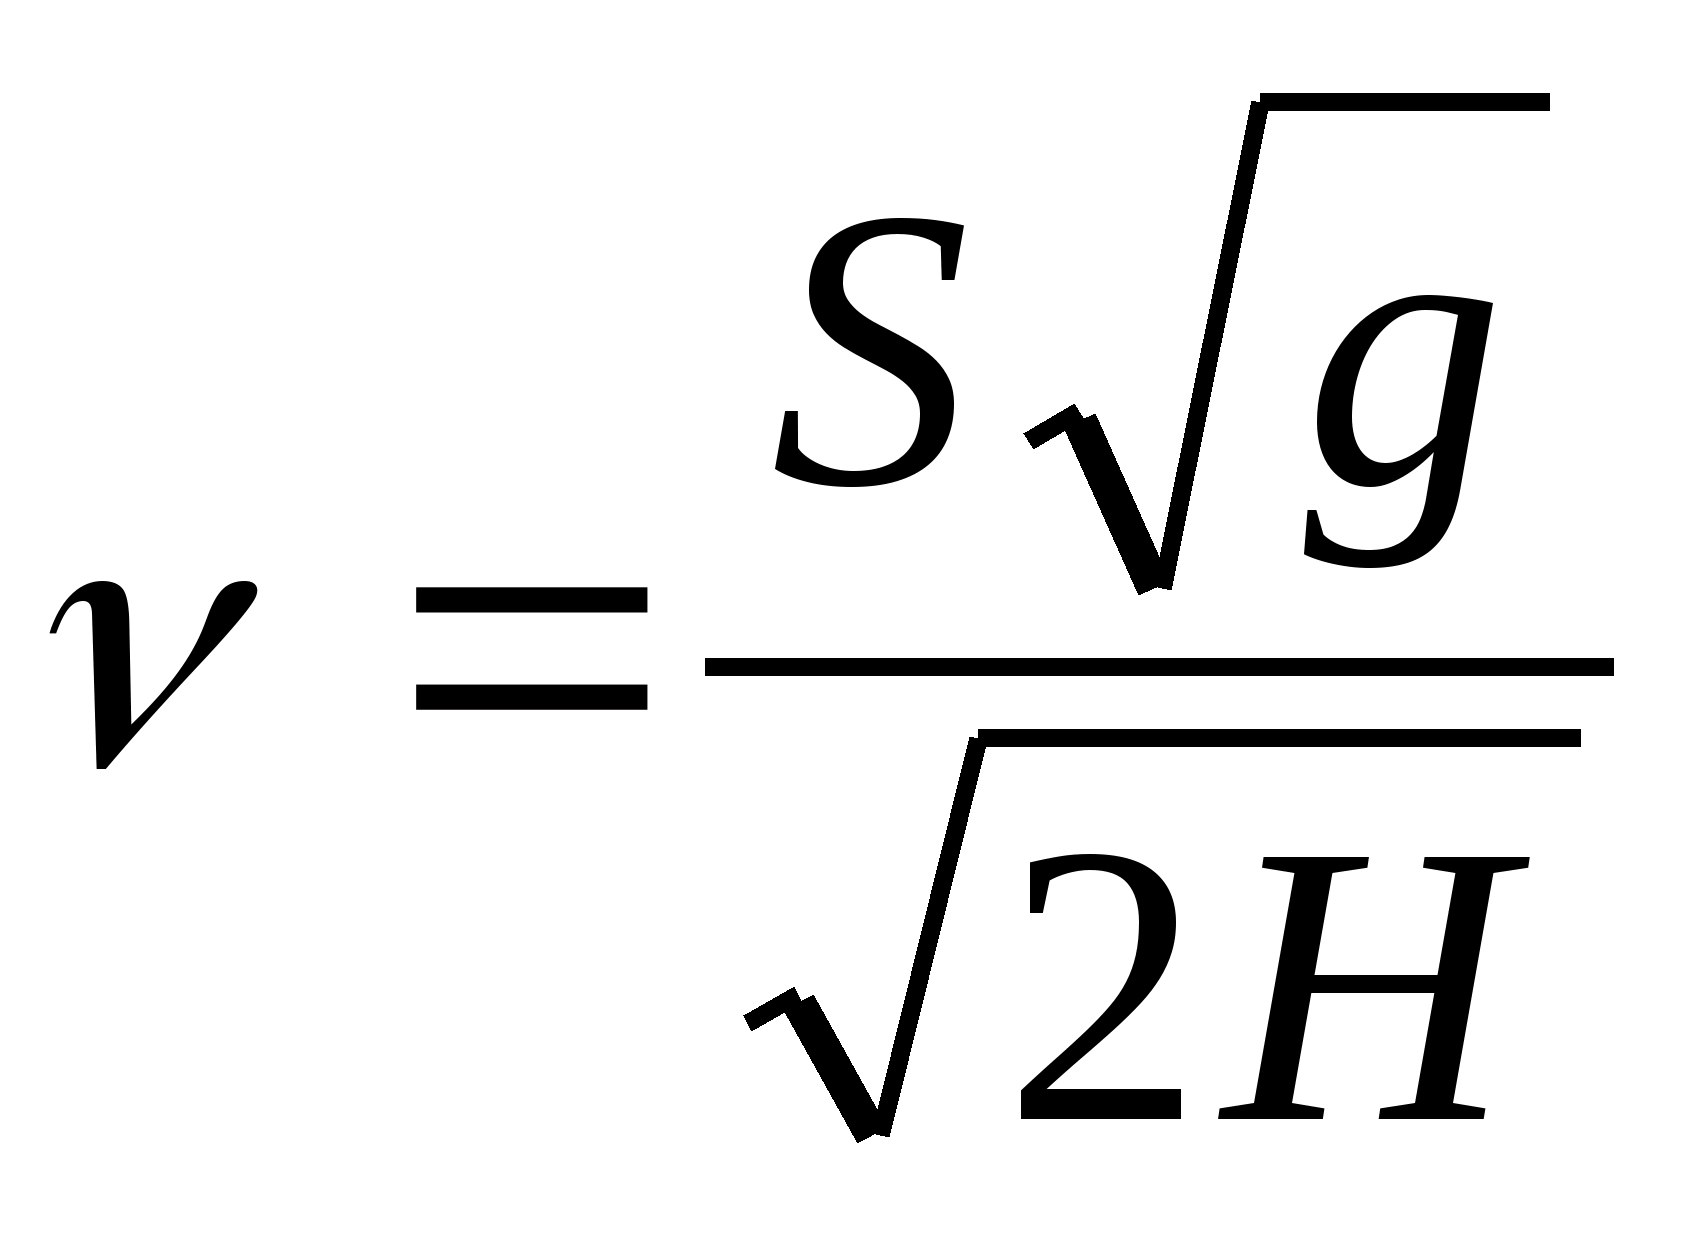 v = S√g / √2H